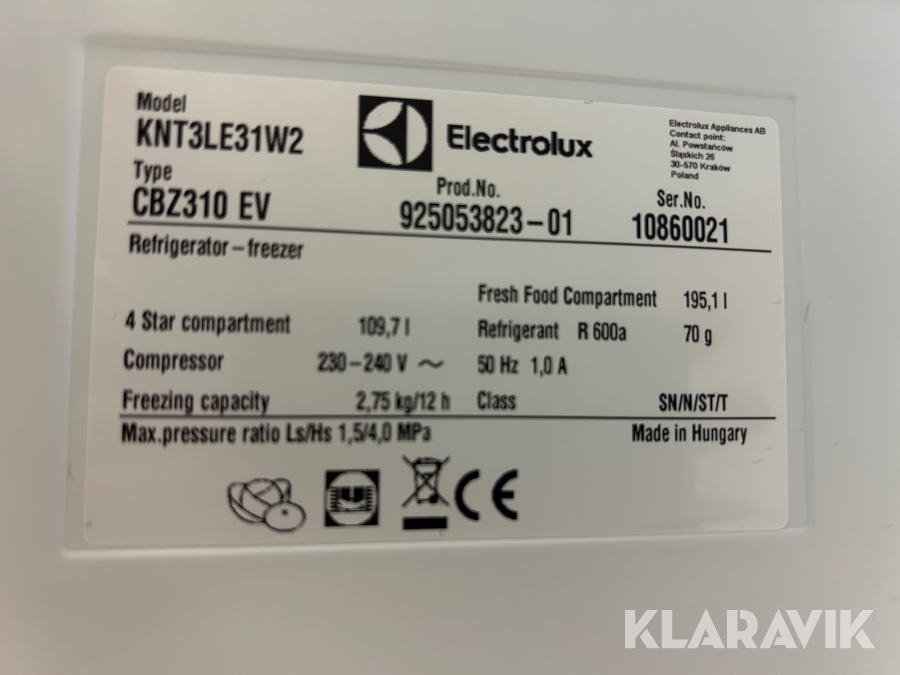 Model
KNT3LE31W2
Electrolux
Electrolux Appliances AB
Contact point:
Al. Powstańców
Śląskich 26
30-570 Kraków
Poland
Type
CBZ310 EV
Prod.No.
925053823-01
Ser.No.
10860021
Refrigerator-freezer
Fresh Food Compartment 195,1 l
4 Star compartment 109,7 l
Refrigerant R 600a 70 g
Compressor 230-240 V ~ 50 Hz 1,0 A
Freezing capacity 2,75 kg/12 h Class SN/N/ST/T
Max.pressure ratio Ls/Hs 1,5/4,0 MPa Made in Hungary
CE
KLARAVIK